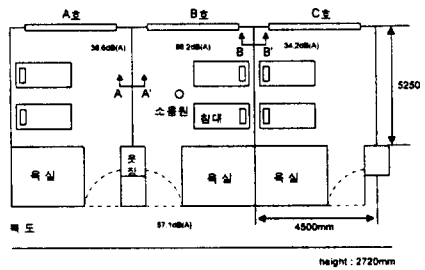 A호 B호 C호
36.6dB(A) 88.2dB(A) B B' 34.2dB(A)
A A'
소음원
침대
5250
욕실 옷장 욕실 욕실
복도
57.1dB(A)
4500mm
height : 2720mm